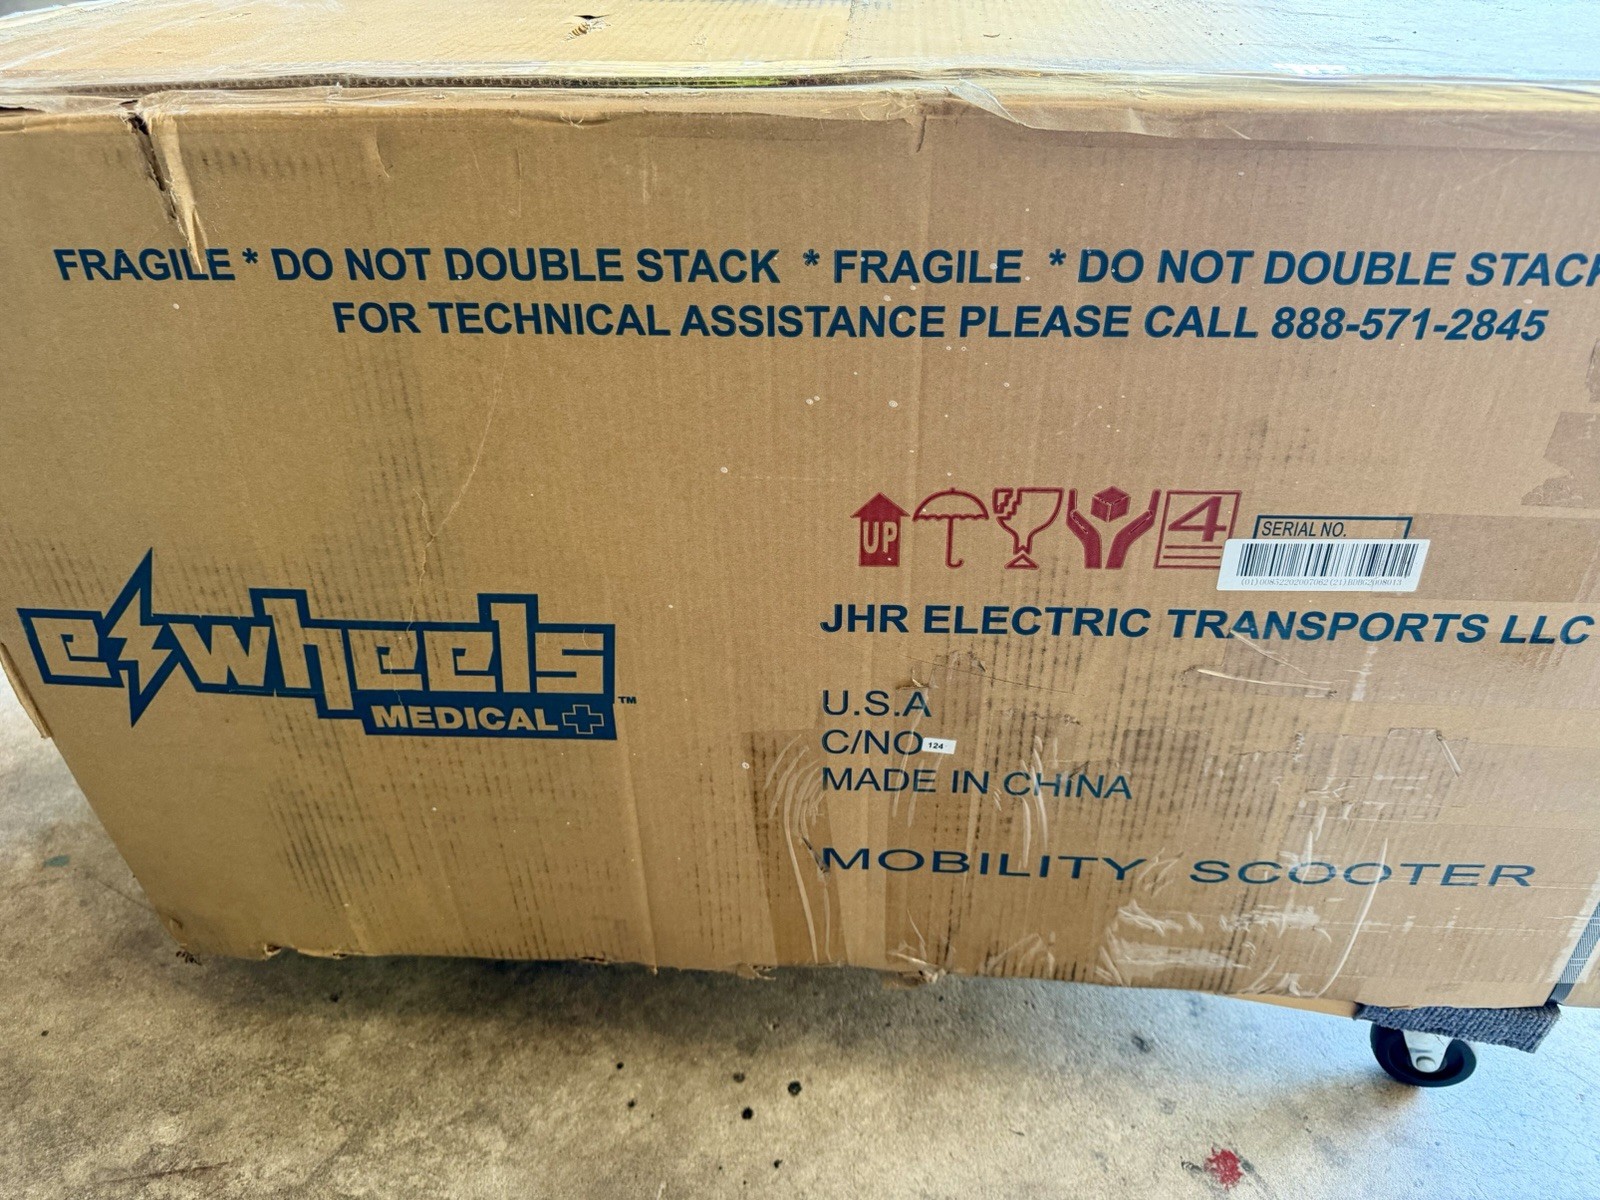 FRAGILE * DO NOT DOUBLE STACK * FRAGILE * DO NOT DOUBLE STACK
FOR TECHNICAL ASSISTANCE PLEASE CALL 888-571-2845
UP
4
SERIAL NO.
JHR ELECTRIC TRANSPORTS LLC
ewheels™
MEDICAL
U.S.A
C/NO 124
MADE IN CHINA
MOBILITY SCOOTER